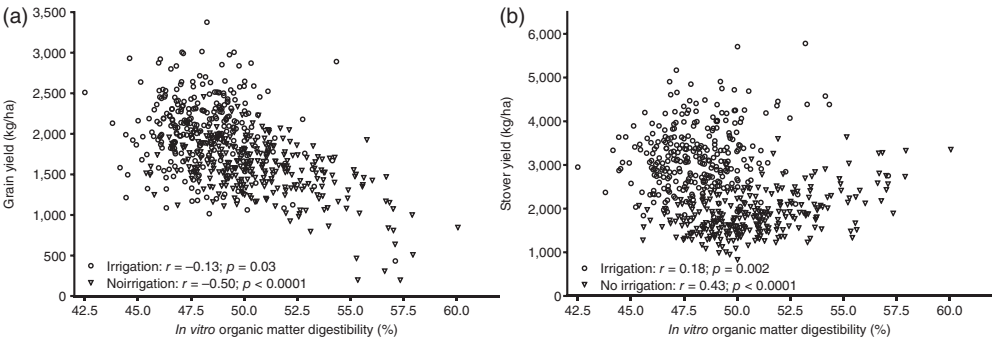 (a)
3,500
3,000
2,500
2,000
1,500
1,000
500
0
Grain yield (kg/ha)
Irrigation: r = –0.13; p = 0.03
Noirrigation: r = –0.50; p < 0.0001
42.5 45.0 47.5 50.0 52.5 55.0 57.5 60.0
In vitro organic matter digestibility (%)
(b)
6,000
5,000
4,000
3,000
2,000
1,000
0
Stover yield (kg/ha)
Irrigation: r = 0.18; p = 0.002
No irrigation: r = 0.43; p < 0.0001
42.5 45.0 47.5 50.0 52.5 55.0 57.5 60.0
In vitro organic matter digestibility (%)